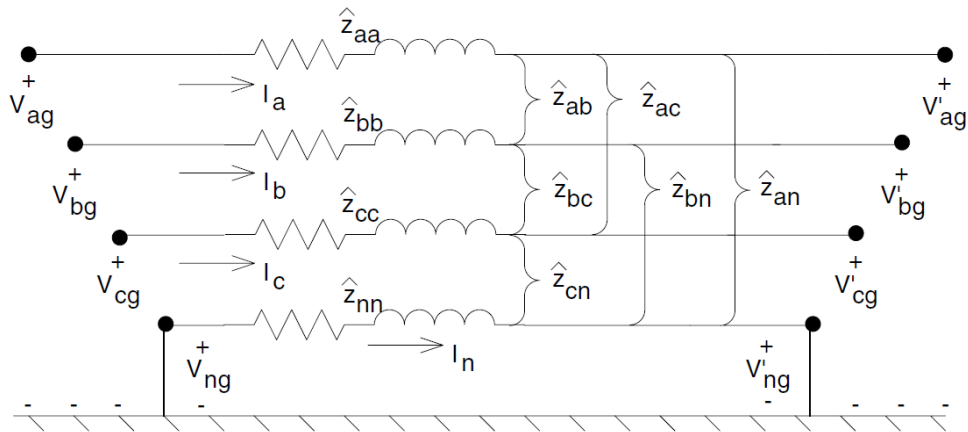 ẑaa
+ Vag
Ia
ẑab
ẑac
+ V'ag
ẑbb
+ Vbg
Ib
ẑbc
ẑbn
ẑan
+ V'bg
ẑcc
+ Vcg
Ic
ẑcn
+ V'cg
ẑnn
+ Vng
In
+ V'ng
- - - - - - - -